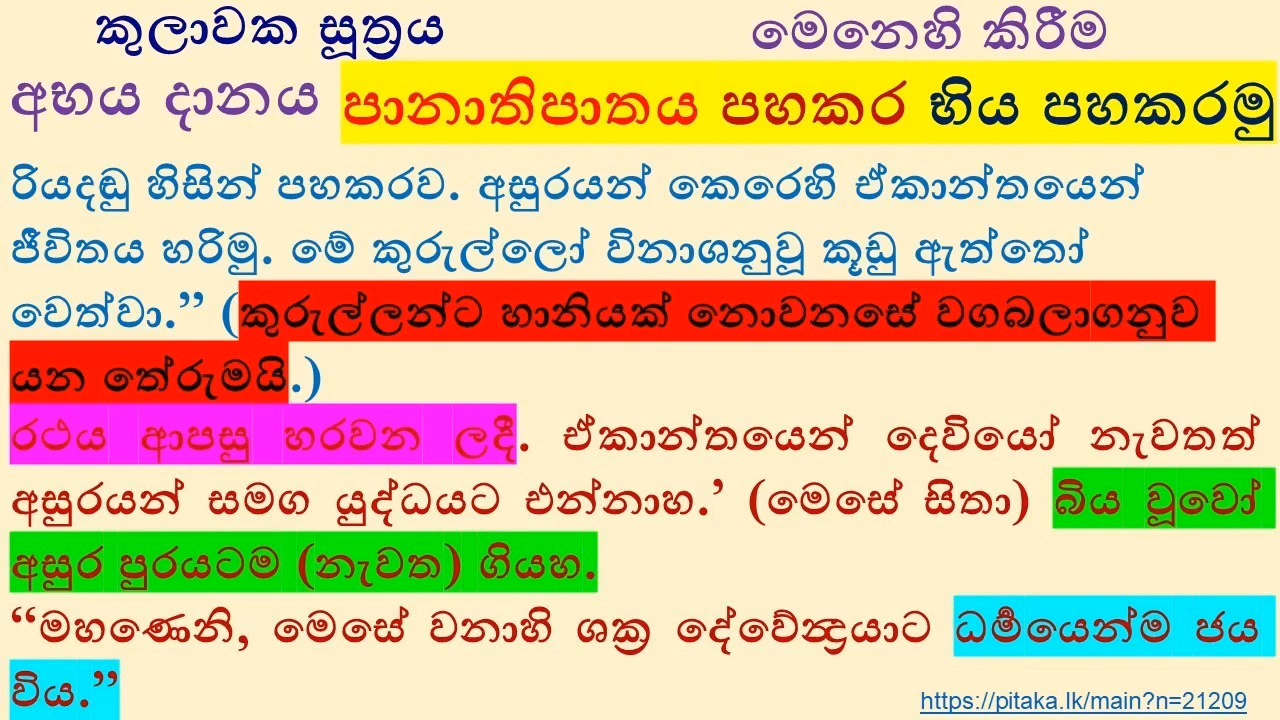 කුලාවක සූත්‍රය මෙනෙහි කිරීම
අභය දානය පානාතිපාතය පහකර භිය පහකරමු
රියදඬු හිසින් පහකරව. අසුරයන් කෙරෙහි ඒකාන්තයෙන්
ජීවිතය හරිමු. මේ කුරුල්ලෝ විනාශනුවූ කූඩු ඇත්තෝ
වෙත්වා.” (කුරුල්ලන්ට හානියක් නොවනසේ වගබලාගනුව
යන තේරුමයි.)
රථය ආපසු හරවන ලදී. ඒකාන්තයෙන් දෙවියෝ නැවතත්
අසුරයන් සමග යුද්ධයට එන්නාහ.’ (මෙසේ සිතා) බිය වූවෝ
අසුර පුරයටම (නැවත) ගියහ.
“මහණෙනි, මෙසේ වනාහි ශක්‍ර දේවේන්‍ද්‍රයාට ධර්‍මයෙන්ම ජය
විය.”
https://pitaka.lk/main?n=21209